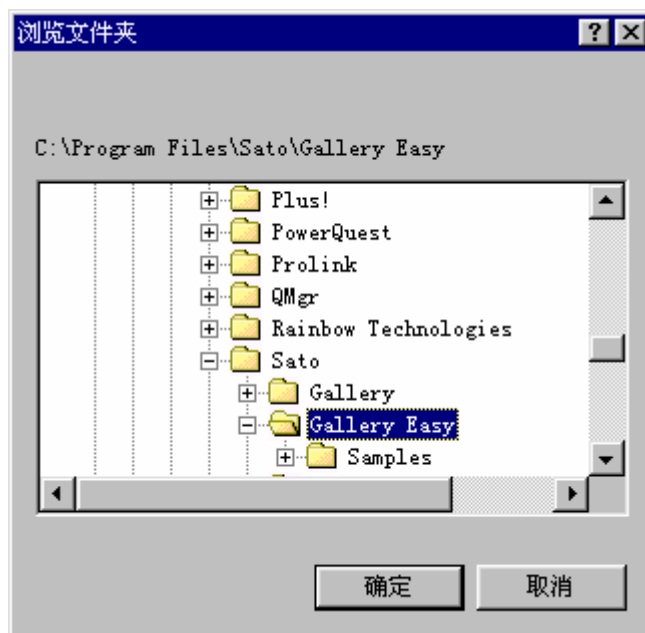 浏览文件夹
C:\Program Files\Sato\Gallery Easy
Plus!
PowerQuest
Prolink
QMgr
Rainbow Technologies
Sato
Gallery
Gallery Easy
Samples
确定 取消